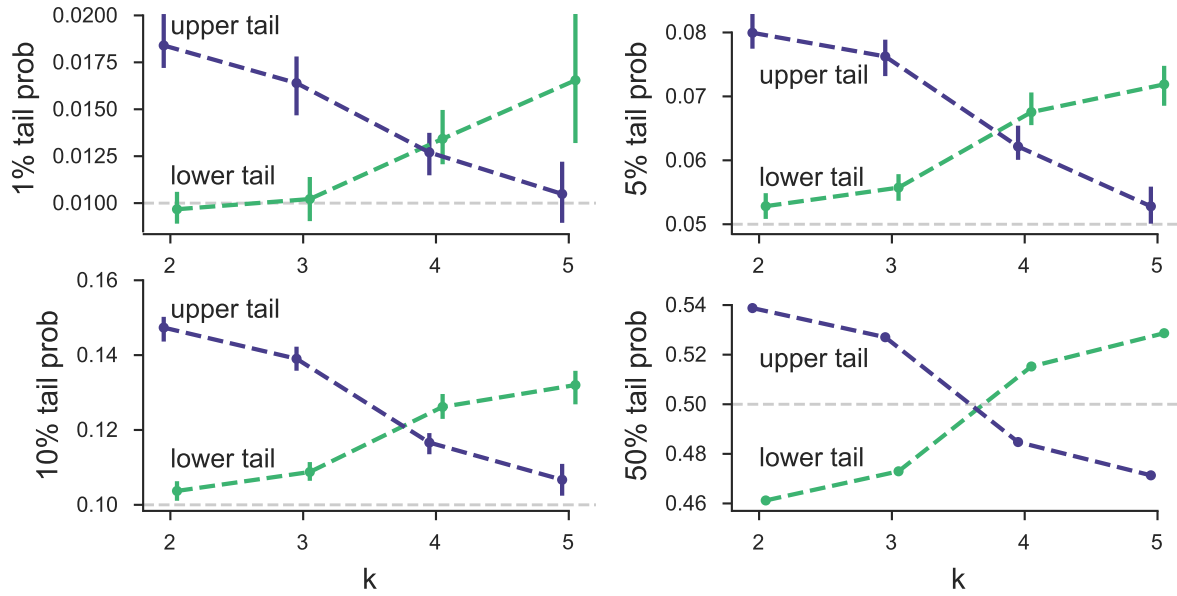 0.0200
upper tail
0.0175
0.0150
0.0125
lower tail
0.0100
1% tail prob
2
3
4
5
0.08
upper tail
0.07
0.06
lower tail
0.05
5% tail prob
2
3
4
5
0.16
upper tail
0.14
0.12
lower tail
0.10
10% tail prob
2
3
4
5
k
0.54
0.52
upper tail
0.50
0.48
lower tail
0.46
50% tail prob
2
3
4
5
k